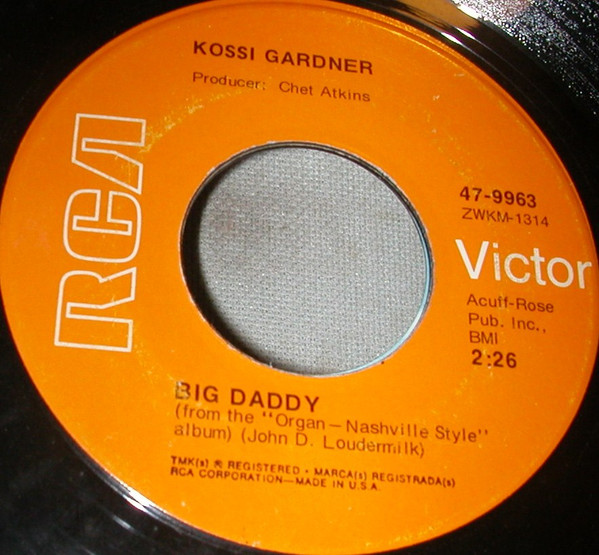 KOSSI GARDNER
Producer: Chet Atkins
RCA
47-9963
ZWKM-1314
Victor
Acuff-Rose
Pub. Inc.,
BMI
2:26
BIG DADDY
(from the "Organ—Nashville Style"
album) (John D. Loudermilk)
TMK(s) ® REGISTERED • MARCA(s) REGISTRADA(s)
RCA CORPORATION—MADE IN U.S.A.